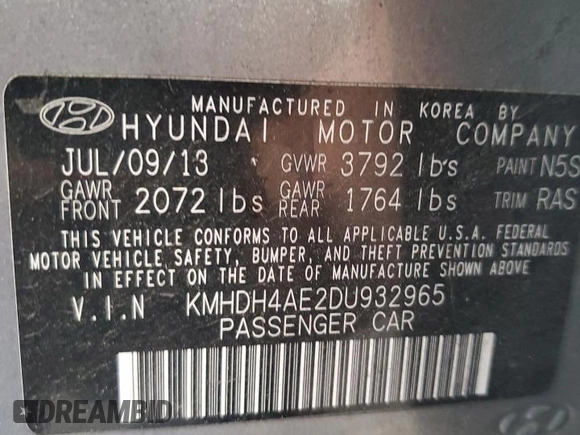 MANUFACTURED IN KOREA BY
HYUNDAI MOTOR COMPANY
JUL/09/13 GVWR 3792 lbs PAINT N5S
GAWR FRONT 2072 lbs GAWR REAR 1764 lbs TRIM RAS
THIS VEHICLE CONFORMS TO ALL APPLICABLE U.S.A. FEDERAL
MOTOR VEHICLE SAFETY, BUMPER, AND THEFT PREVENTION STANDARDS
IN EFFECT ON THE DATE OF MANUFACTURE SHOWN ABOVE.
V.I.N KMHDH4AE2DU932965
PASSENGER CAR
DREAMBID